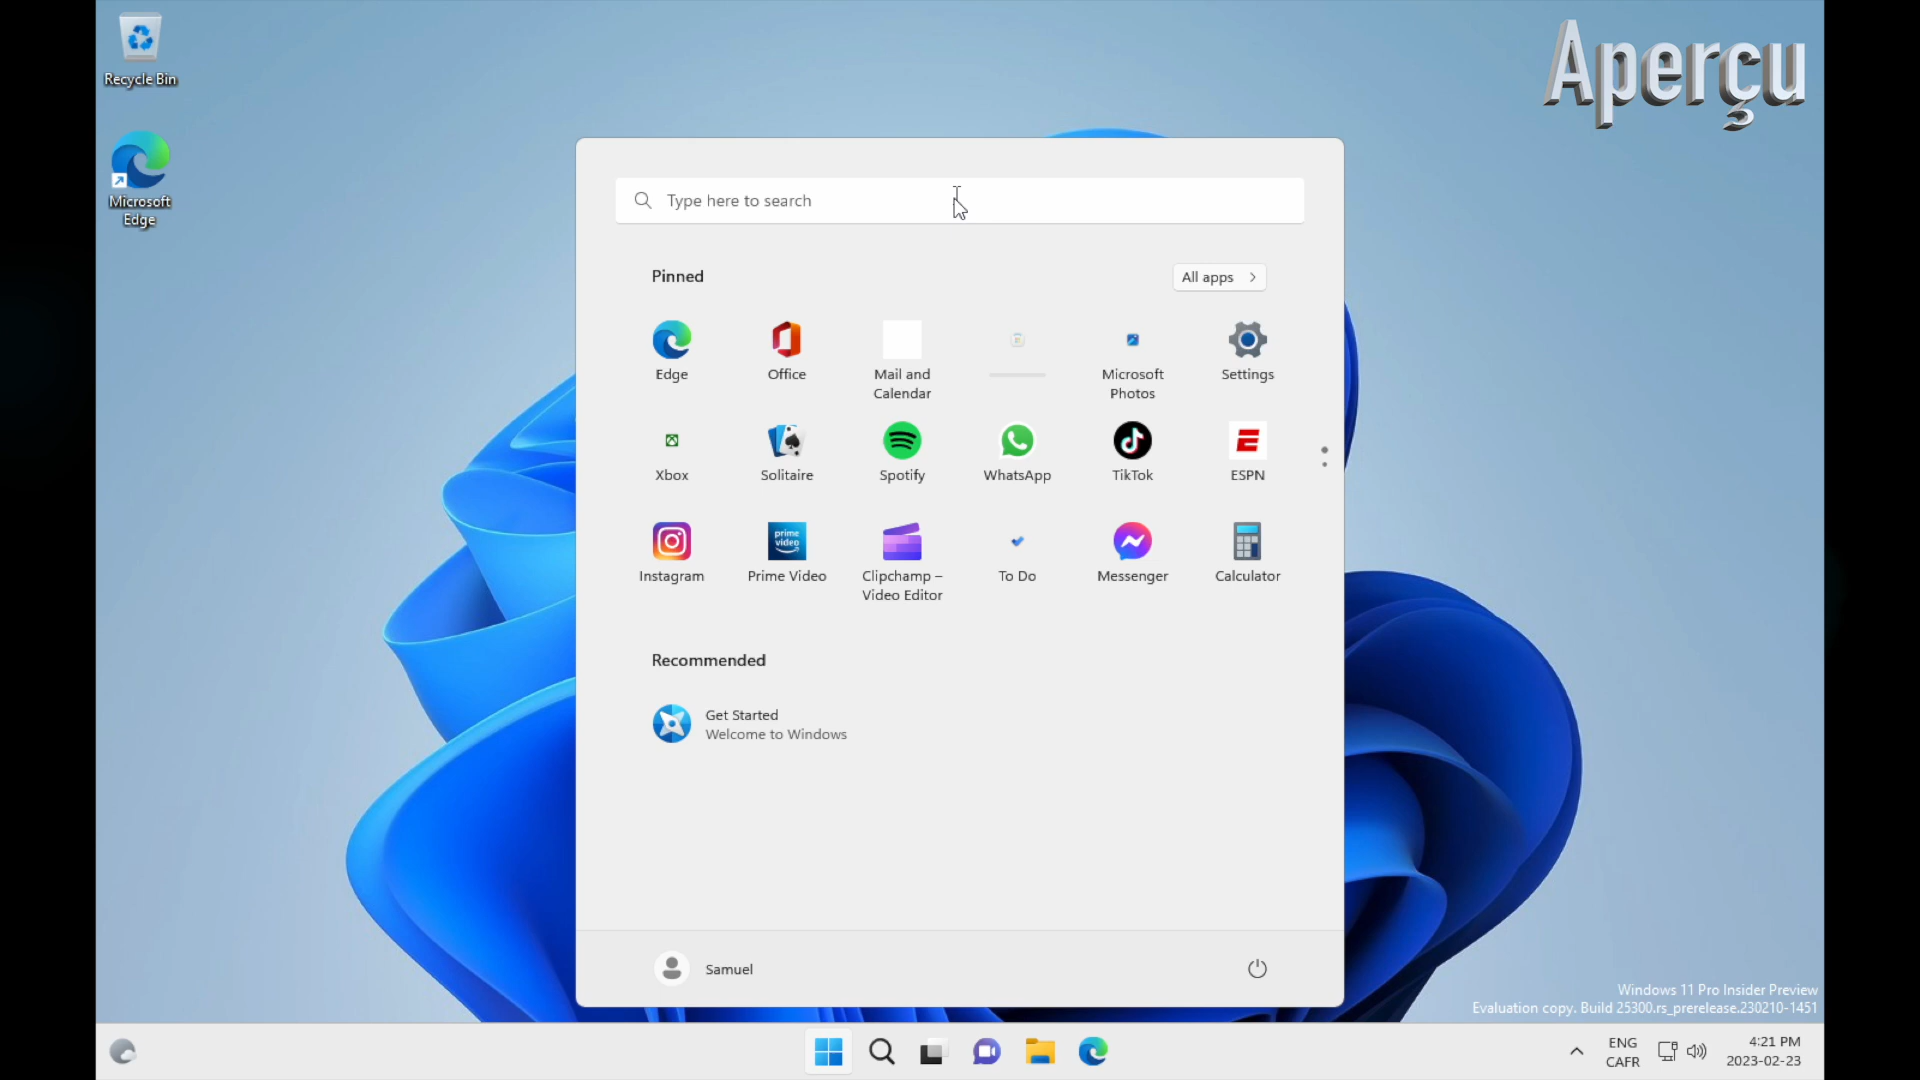 Recycle Bin
Microsoft
Edge
Aperçu
Type here to search
Pinned
All apps
Edge
Office
Mail and
Calendar
Microsoft
Photos
Settings
Xbox
Solitaire
Spotify
WhatsApp
TikTok
ESPN
Instagram
prime
video
Prime Video
Clipchamp –
Video Editor
To Do
Messenger
Calculator
Recommended
Get Started
Welcome to Windows
Samuel
Windows 11 Pro Insider Preview
Evaluation copy. Build 25300.rs_prerelease.230210-1451
ENG
CAFR
4:21 PM
2023-02-23